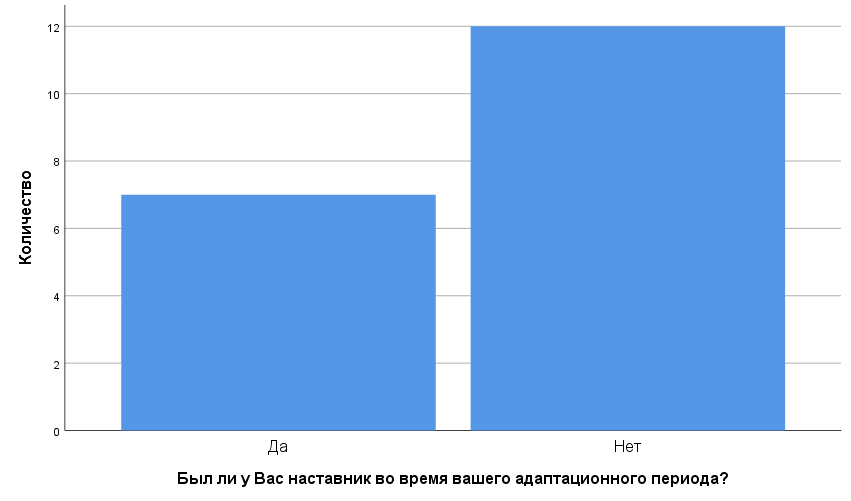 12
10
8
6
4
2
0
Количество
Да
Нет
Был ли у Вас наставник во время вашего адаптационного периода?